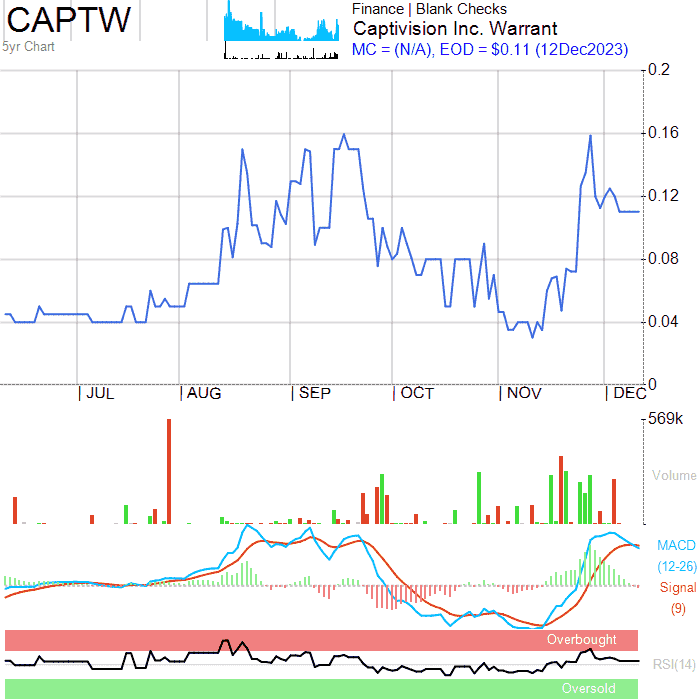 CAPTW
5yr Chart
Finance | Blank Checks
Captivision Inc. Warrant
MC = (N/A), EOD = $0.11 (12Dec2023)
0.2
0.16
0.12
0.08
0.04
0
| JUL | AUG | SEP | OCT | NOV | DEC
569k
Volume
MACD
(12-26)
Signal
(9)
Overbought
RSI(14)
Oversold